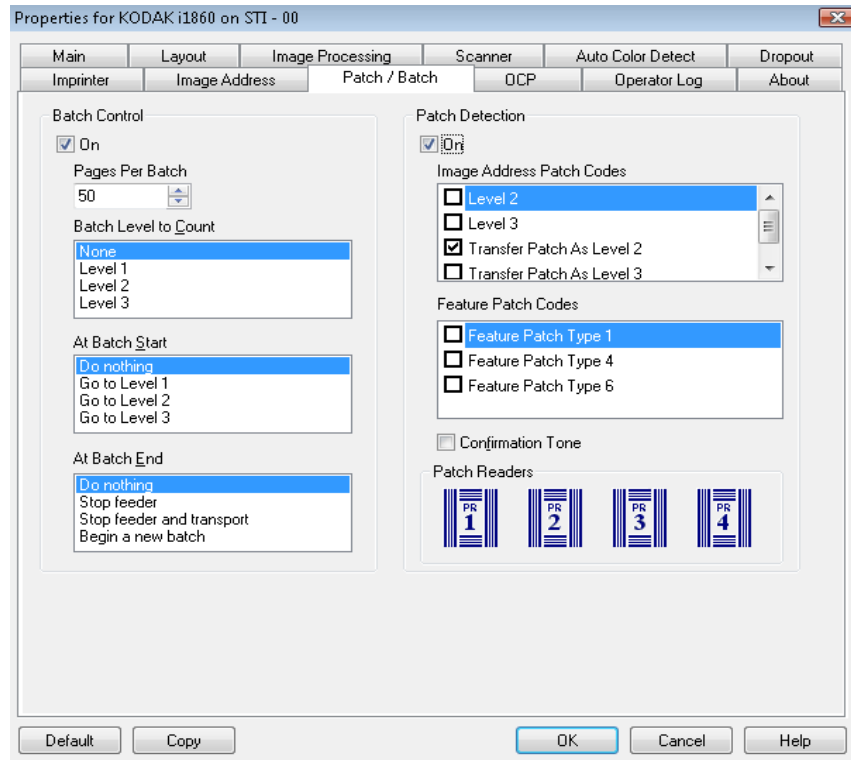 Properties for KODAK i1860 on STI - 00
Main Layout Image Processing Scanner Auto Color Detect Dropout
Imprinter Image Address Patch / Batch OCP Operator Log About
Batch Control
On
Pages Per Batch
50
Batch Level to Count
None
Level 1
Level 2
Level 3
At Batch Start
Do nothing
Go to Level 1
Go to Level 2
Go to Level 3
At Batch End
Do nothing
Stop feeder
Stop feeder and transport
Begin a new batch
Patch Detection
On
Image Address Patch Codes
Level 2
Level 3
Transfer Patch As Level 2
Transfer Patch As Level 3
Feature Patch Codes
Feature Patch Type 1
Feature Patch Type 4
Feature Patch Type 6
Confirmation Tone
Patch Readers
PR PR PR PR
1 2 3 4
Default Copy OK Cancel Help